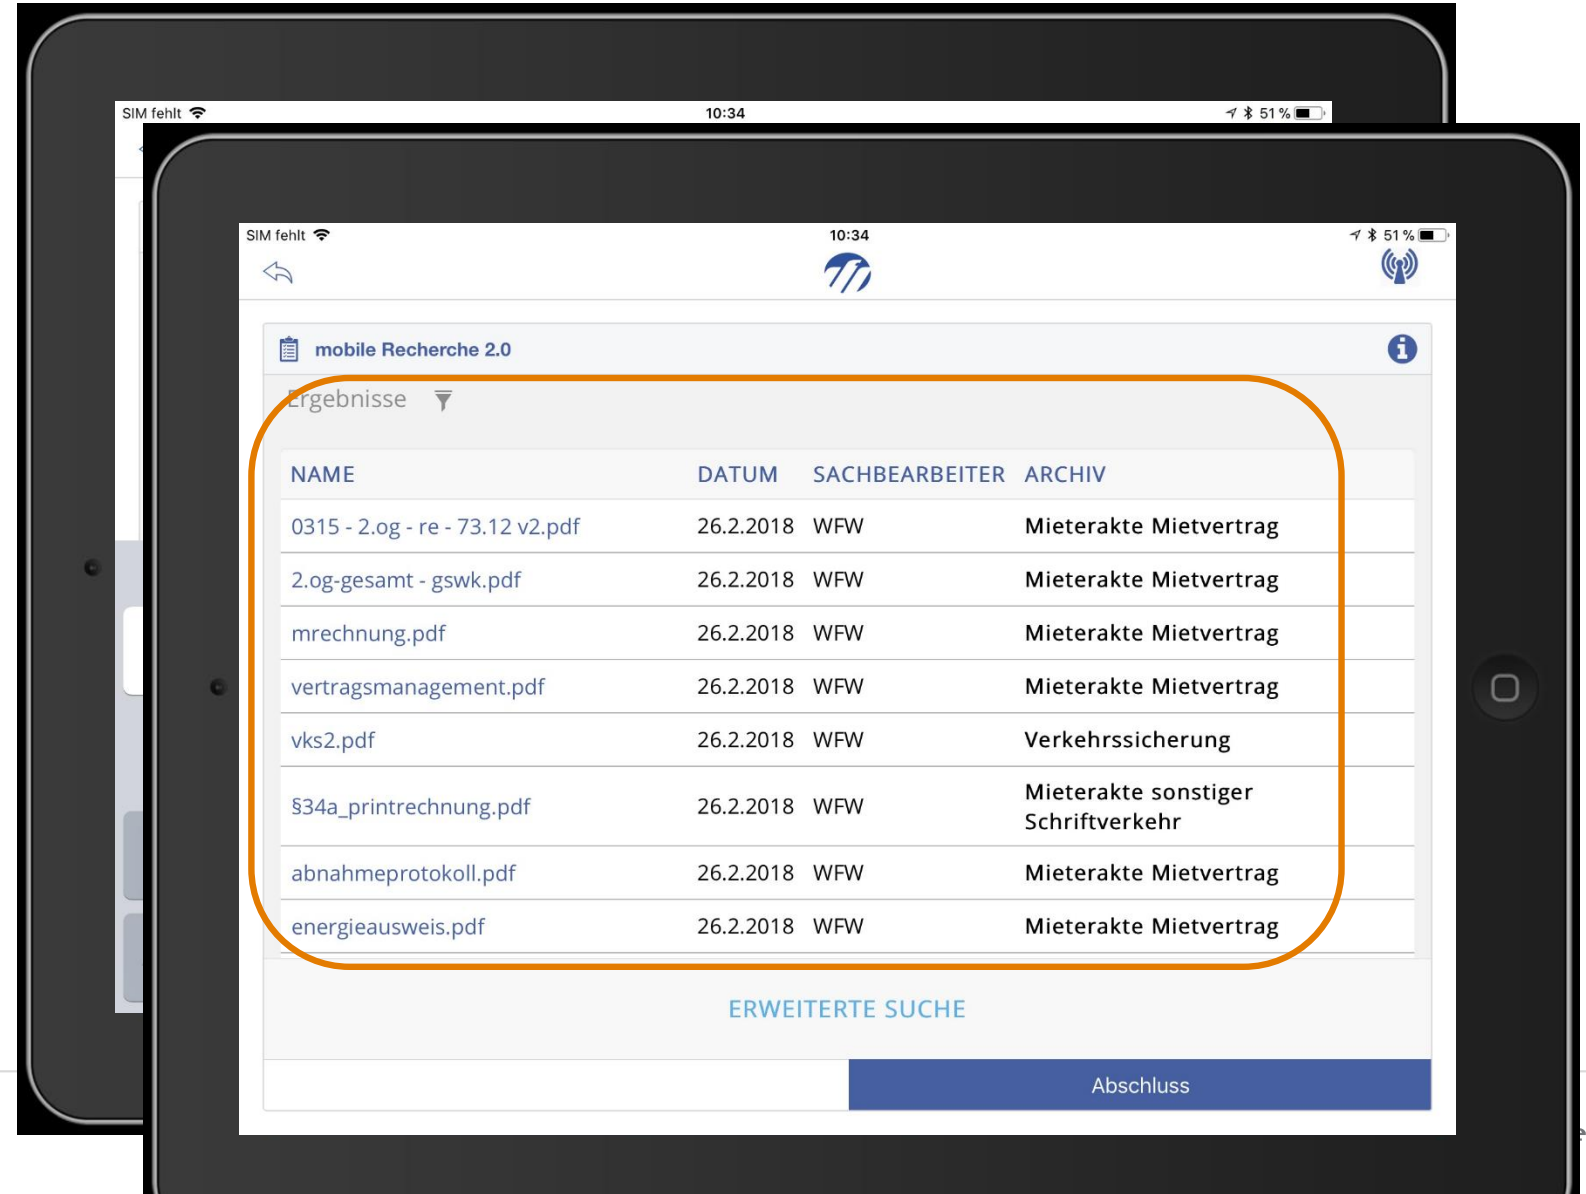 SIM fehlt 10:34 51 %
SIM fehlt 10:34 51 %
mobile Recherche 2.0
Ergebnisse
NAME DATUM SACHBEARBEITER ARCHIV
0315 - 2.og - re - 73.12 v2.pdf 26.2.2018 WFW Mieterakte Mietvertrag
2.og-gesamt - gswk.pdf 26.2.2018 WFW Mieterakte Mietvertrag
mrechnung.pdf 26.2.2018 WFW Mieterakte Mietvertrag
vertragsmanagement.pdf 26.2.2018 WFW Mieterakte Mietvertrag
vks2.pdf 26.2.2018 WFW Verkehrssicherung
§34a_printrechnung.pdf 26.2.2018 WFW Mieterakte sonstiger
Schriftverkehr
abnahmeprotokoll.pdf 26.2.2018 WFW Mieterakte Mietvertrag
energieausweis.pdf 26.2.2018 WFW Mieterakte Mietvertrag
ERWEITERTE SUCHE
Abschluss